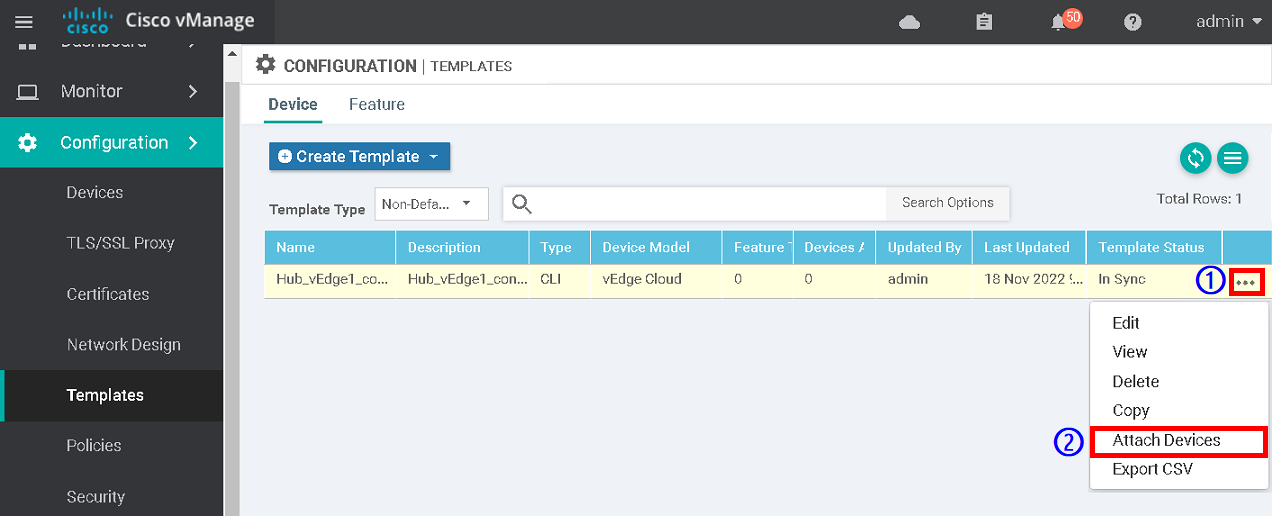 cisco Cisco vManage
50
admin
Dashboard
Monitor
Configuration
Devices
TLS/SSL Proxy
Certificates
Network Design
Templates
Policies
Security
CONFIGURATION | TEMPLATES
Device Feature
Create Template
Template Type Non-Defa... Search Options
Total Rows: 1
Name Description Type Device Model Feature T Devices A Updated By Last Updated Template Status
Hub_vEdge1_co... Hub_vEdge1_con... CLI vEdge Cloud 0 0 admin 18 Nov 2022 9... In Sync 1 •••
Edit
View
Delete
Copy
2 Attach Devices
Export CSV